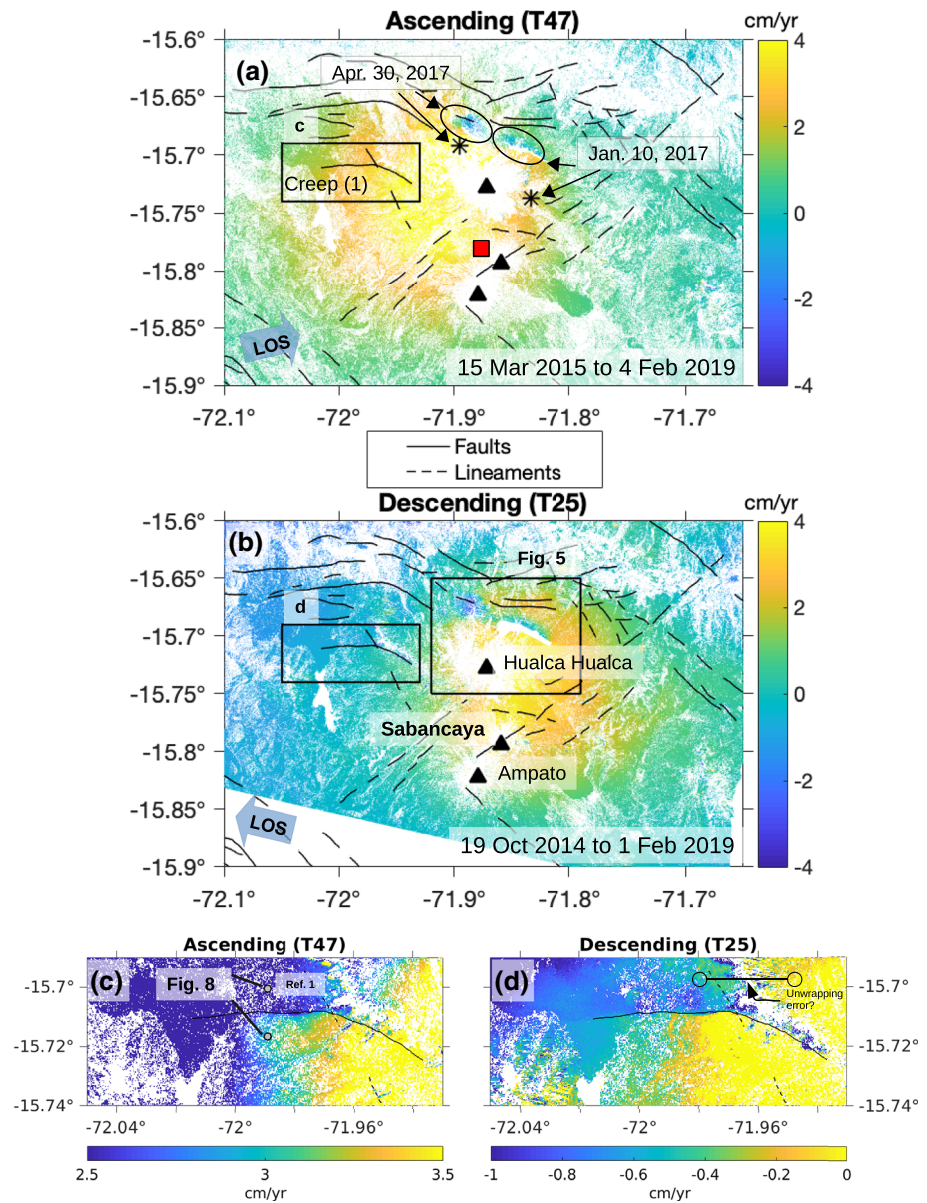 Ascending (T47)
cm/yr
(a)
Apr. 30, 2017
Jan. 10, 2017
c
Creep (1)
LOS
15 Mar 2015 to 4 Feb 2019
-15.6°
-15.65°
-15.7°
-15.75°
-15.8°
-15.85°
-15.9°
-72.1°
-72°
-71.9°
-71.8°
-71.7°
4
2
0
-2
-4
Faults
Lineaments
Descending (T25)
cm/yr
(b)
Fig. 5
d
Hualca Hualca
Sabancaya
Ampato
LOS
19 Oct 2014 to 1 Feb 2019
-15.6°
-15.65°
-15.7°
-15.75°
-15.8°
-15.85°
-15.9°
-72.1°
-72°
-71.9°
-71.8°
-71.7°
4
2
0
-2
-4
Ascending (T47)
(c)
Fig. 8
Ref. 1
-15.7°
-15.72°
-15.74°
-72.04°
-72°
-71.96°
2.5
3
3.5
cm/yr
Descending (T25)
(d)
Unwrapping
error?
-15.7°
-15.72°
-15.74°
-72.04°
-72°
-71.96°
-1
-0.8
-0.6
-0.4
-0.2
0
cm/yr